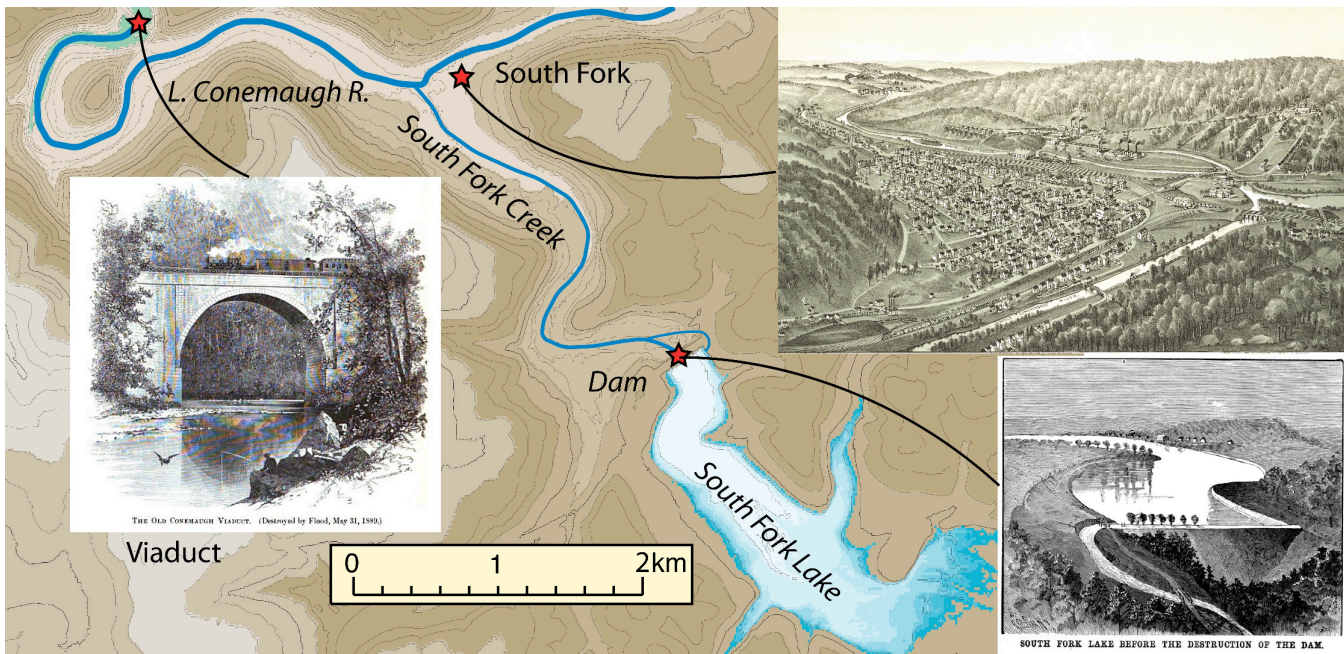 L. Conemaugh R.
South Fork
South Fork Creek
Dam
South Fork Lake
THE OLD CONEMAUGH VIADUCT. (Destroyed by Flood, May 31, 1889.)
Viaduct
0 1 2km
SOUTH FORK LAKE BEFORE THE DESTRUCTION OF THE DAM.